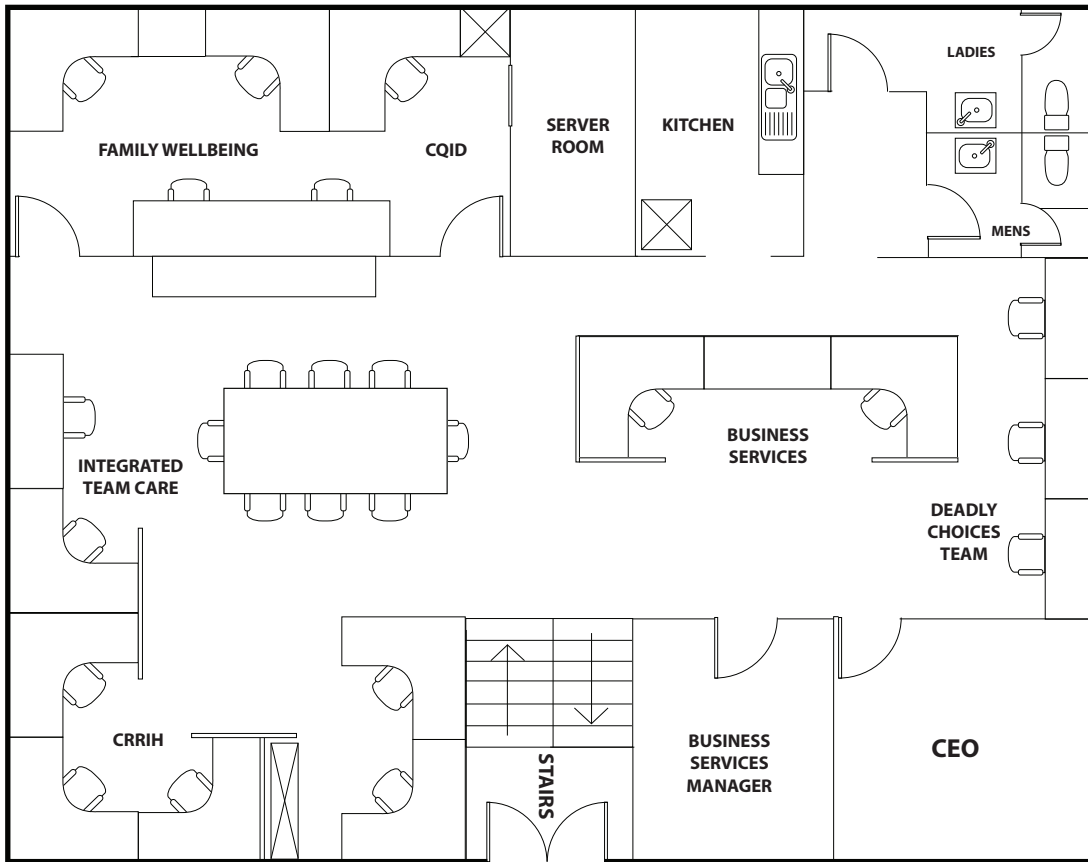 LADIES
FAMILY WELLBEING
CQID
SERVER
ROOM
KITCHEN
MENS
INTEGRATED
TEAM CARE
BUSINESS
SERVICES
DEADLY
CHOICES
TEAM
CRRIH
STAIRS
BUSINESS
SERVICES
MANAGER
CEO